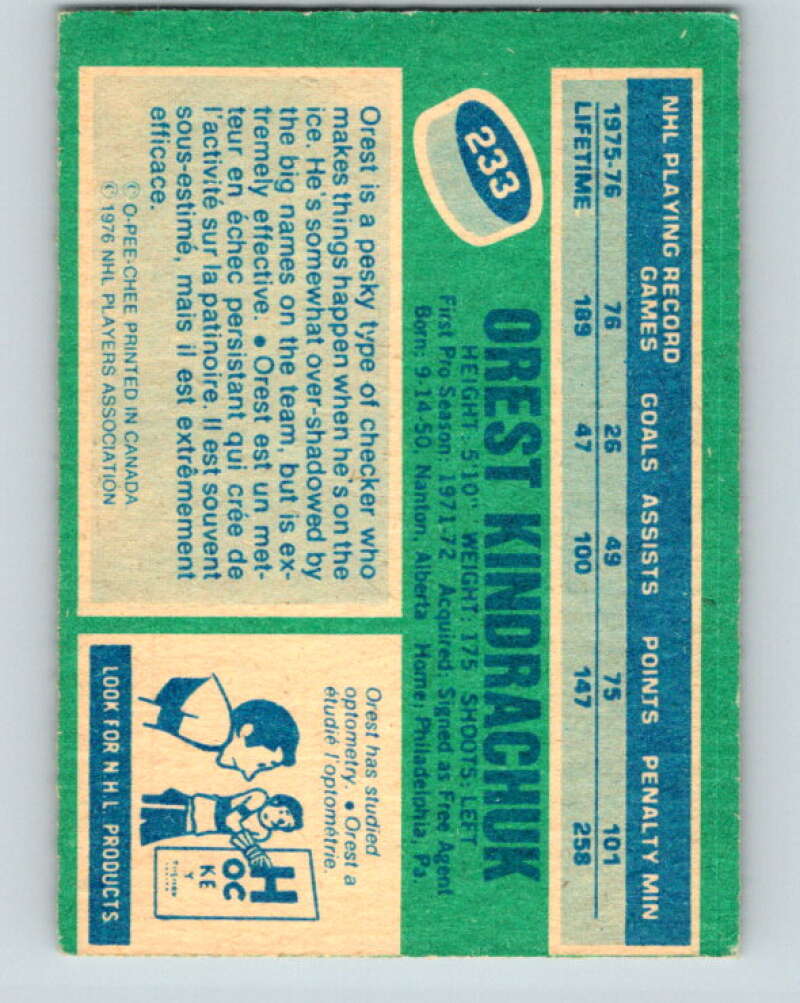 NHL PLAYING RECORD
GAMES GOALS ASSISTS POINTS PENALTY MIN
1975-76 76 26 49 75 101
LIFETIME 189 47 100 147 258
233
OREST KINDRACHUK
HEIGHT: 5'10" WEIGHT: 175 SHOOTS: LEFT
First Pro Season: 1971-72 Acquired: Signed as Free Agent
Born: 9-14-50, Nanton, Alberta Home: Philadelphia, Pa.
Orest is a pesky type of checker who
makes things happen when he's on the
ice. He's somewhat over-shadowed by
the big names on the team, but is ex-
tremely effective. • Orest est un met-
teur en échec persistant qui crée de
l'activité sur la patinoire. Il est souvent
sous-estimé, mais il est extrêmement
efficace.
© O-PEE-CHEE PRINTED IN CANADA
© 1976 NHL PLAYERS ASSOCIATION
Orest has studied
optometry. • Orest a
étudié l'optométrie.
H
OC
KE
Y
LOOK FOR N.H.L. PRODUCTS